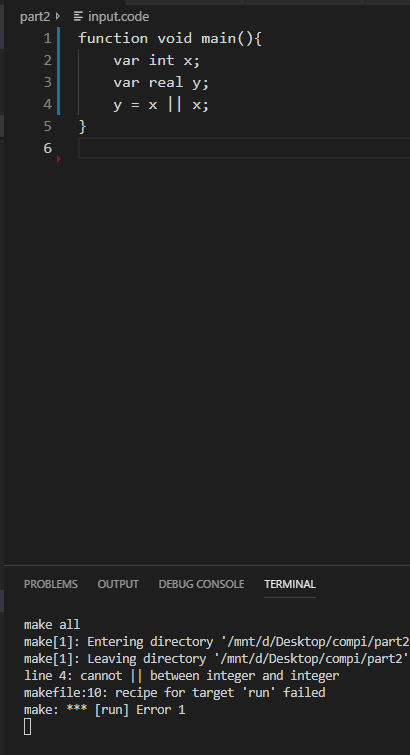 part2 input.code
1 function void main(){
2 var int x;
3 var real y;
4 y = x || x;
5 }
6
PROBLEMS OUTPUT DEBUG CONSOLE TERMINAL
make all
make[1]: Entering directory '/mnt/d/Desktop/compi/part2
make[1]: Leaving directory '/mnt/d/Desktop/compi/part2'
line 4: cannot || between integer and integer
makefile:10: recipe for target 'run' failed
make: *** [run] Error 1